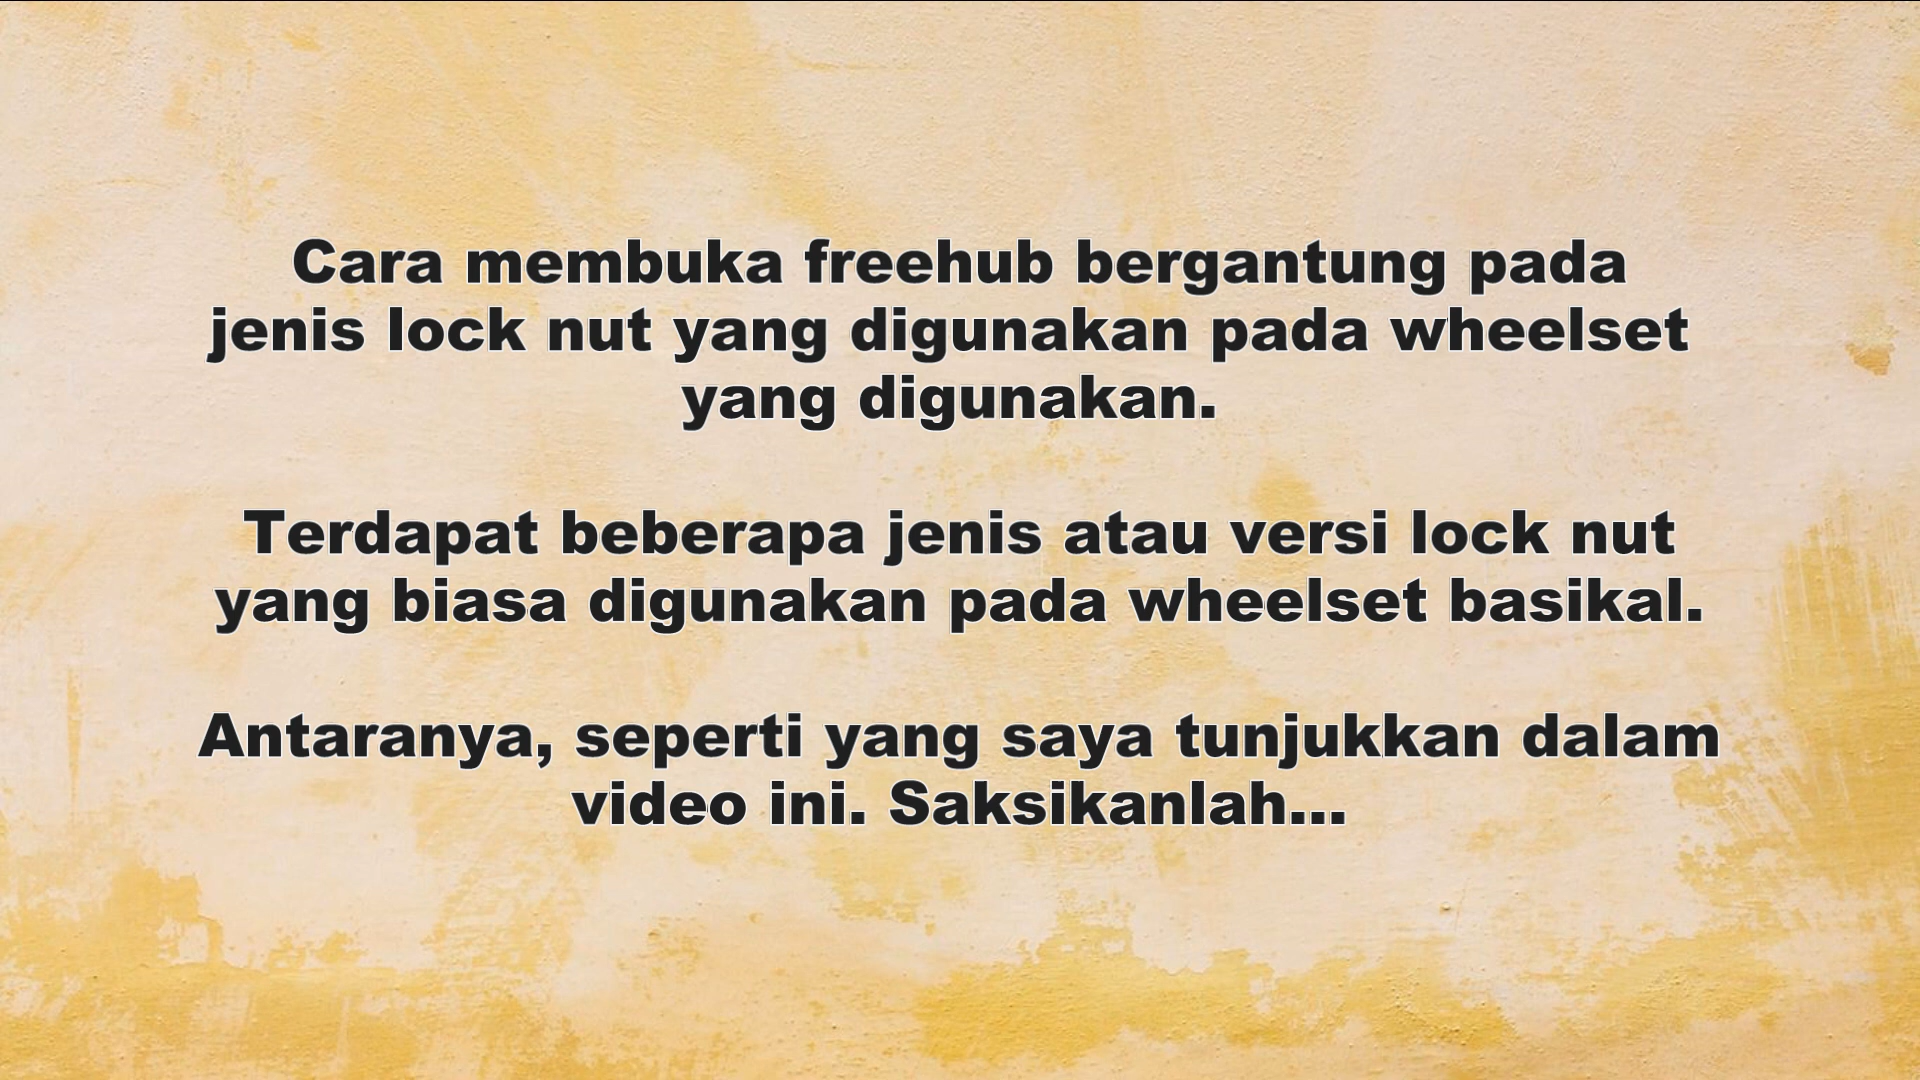 Cara membuka freehub bergantung pada
jenis lock nut yang digunakan pada wheelset
yang digunakan.
Terdapat beberapa jenis atau versi lock nut
yang biasa digunakan pada wheelset basikal.
Antaranya, seperti yang saya tunjukkan dalam
video ini. Saksikanlah...